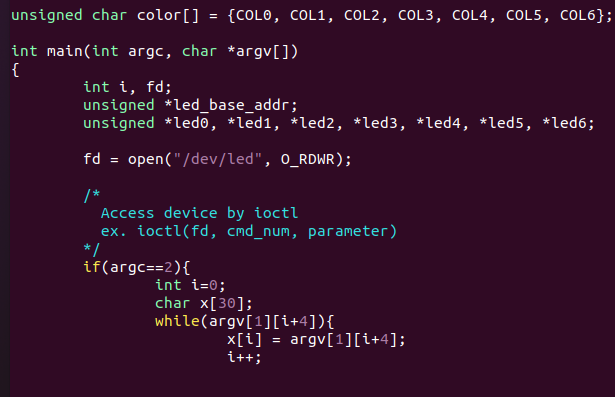 unsigned char color[] = {COL0, COL1, COL2, COL3, COL4, COL5, COL6};
int main(int argc, char *argv[])
{
int i, fd;
unsigned *led_base_addr;
unsigned *led0, *led1, *led2, *led3, *led4, *led5, *led6;
fd = open("/dev/led", O_RDWR);
/*
Access device by ioctl
ex. ioctl(fd, cmd_num, parameter)
*/
if(argc==2){
int i=0;
char x[30];
while(argv[1][i+4]){
x[i] = argv[1][i+4];
i++;